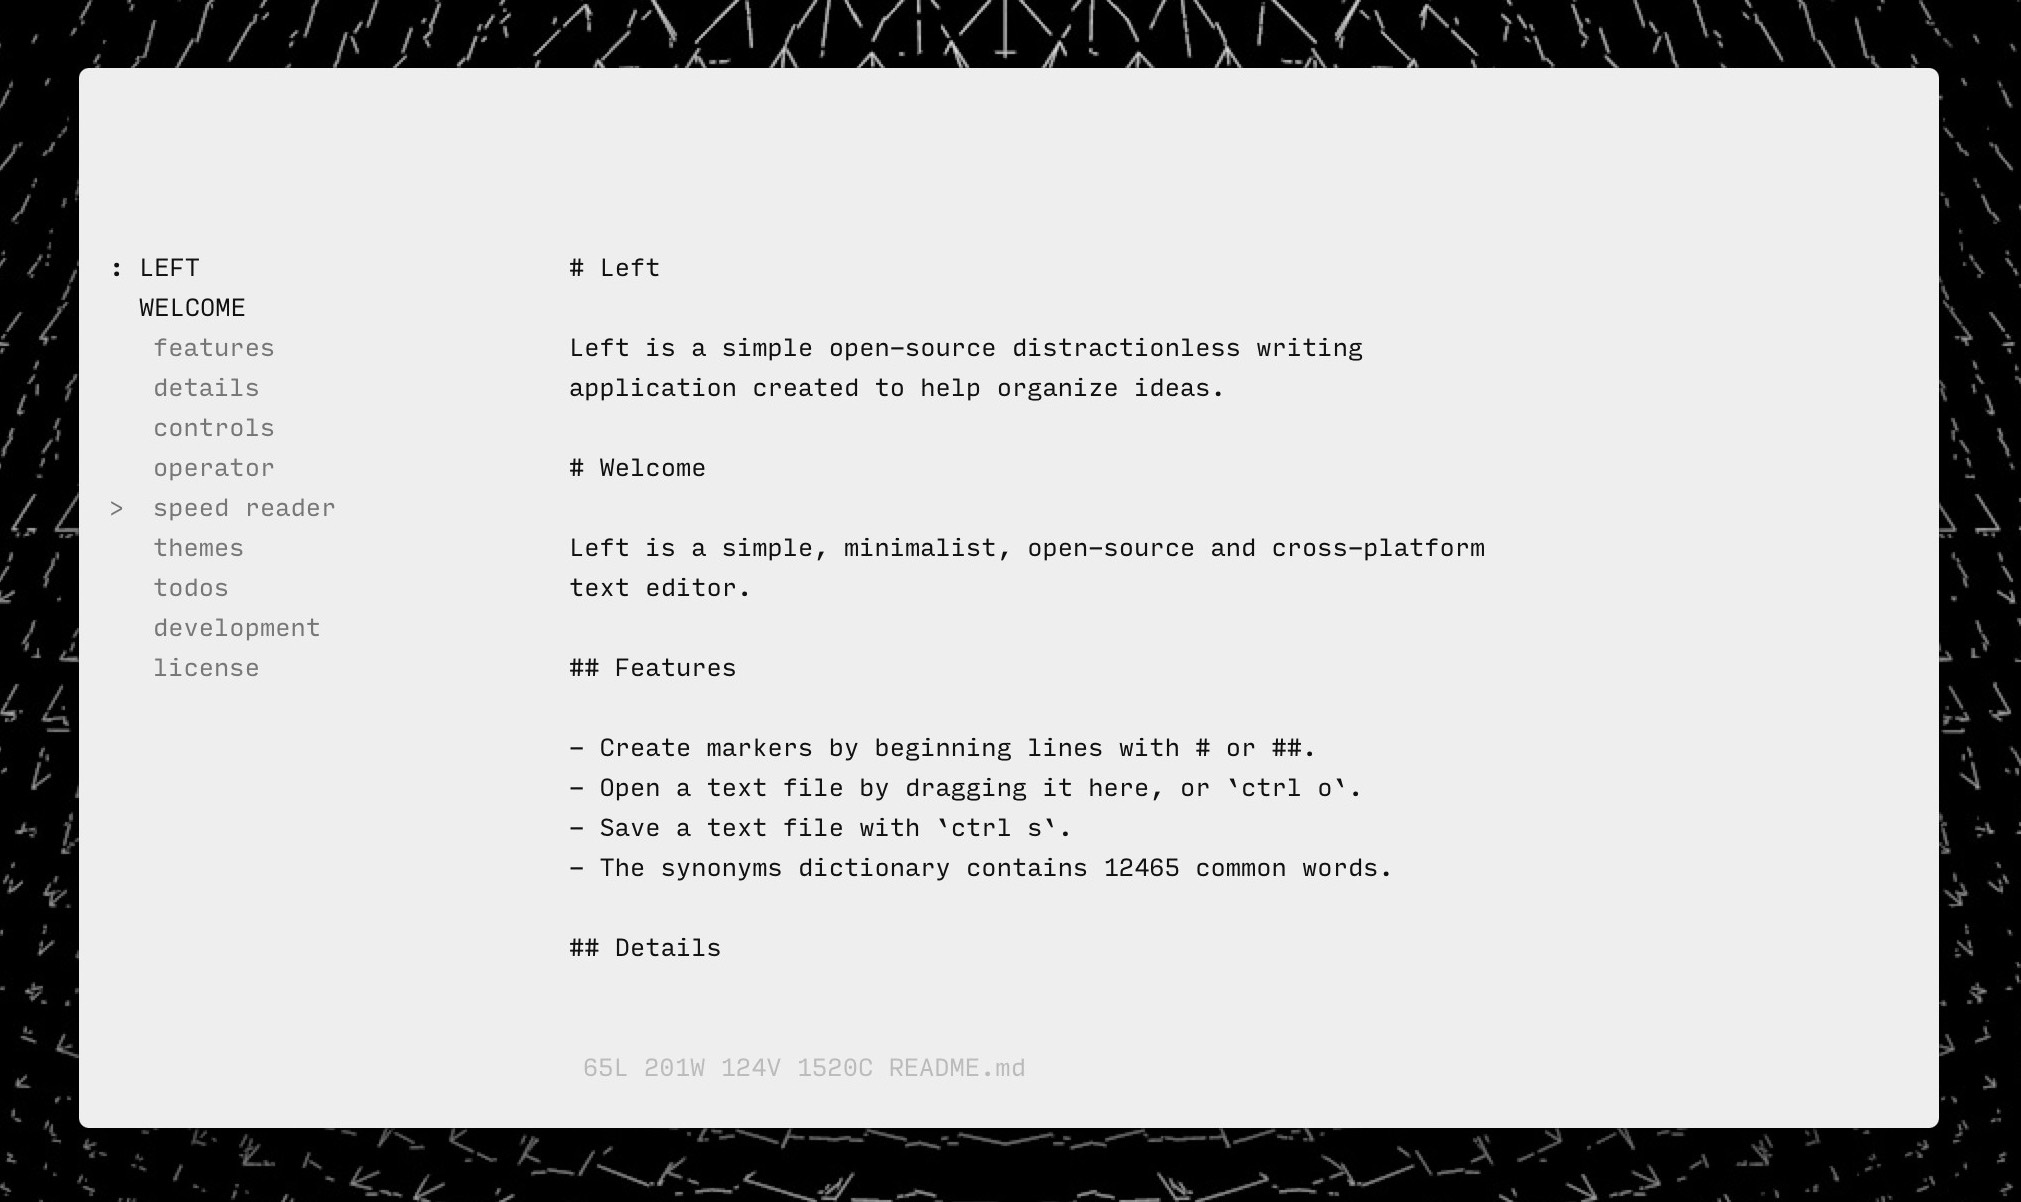 : LEFT
WELCOME
features
details
controls
operator
> speed reader
themes
todos
development
license
# Left
Left is a simple open-source distractionless writing
application created to help organize ideas.
# Welcome
Left is a simple, minimalist, open-source and cross-platform
text editor.
## Features
- Create markers by beginning lines with # or ##.
- Open a text file by dragging it here, or `ctrl o`.
- Save a text file with `ctrl s`.
- The synonyms dictionary contains 12465 common words.
## Details
65L 201W 124V 1520C README.md